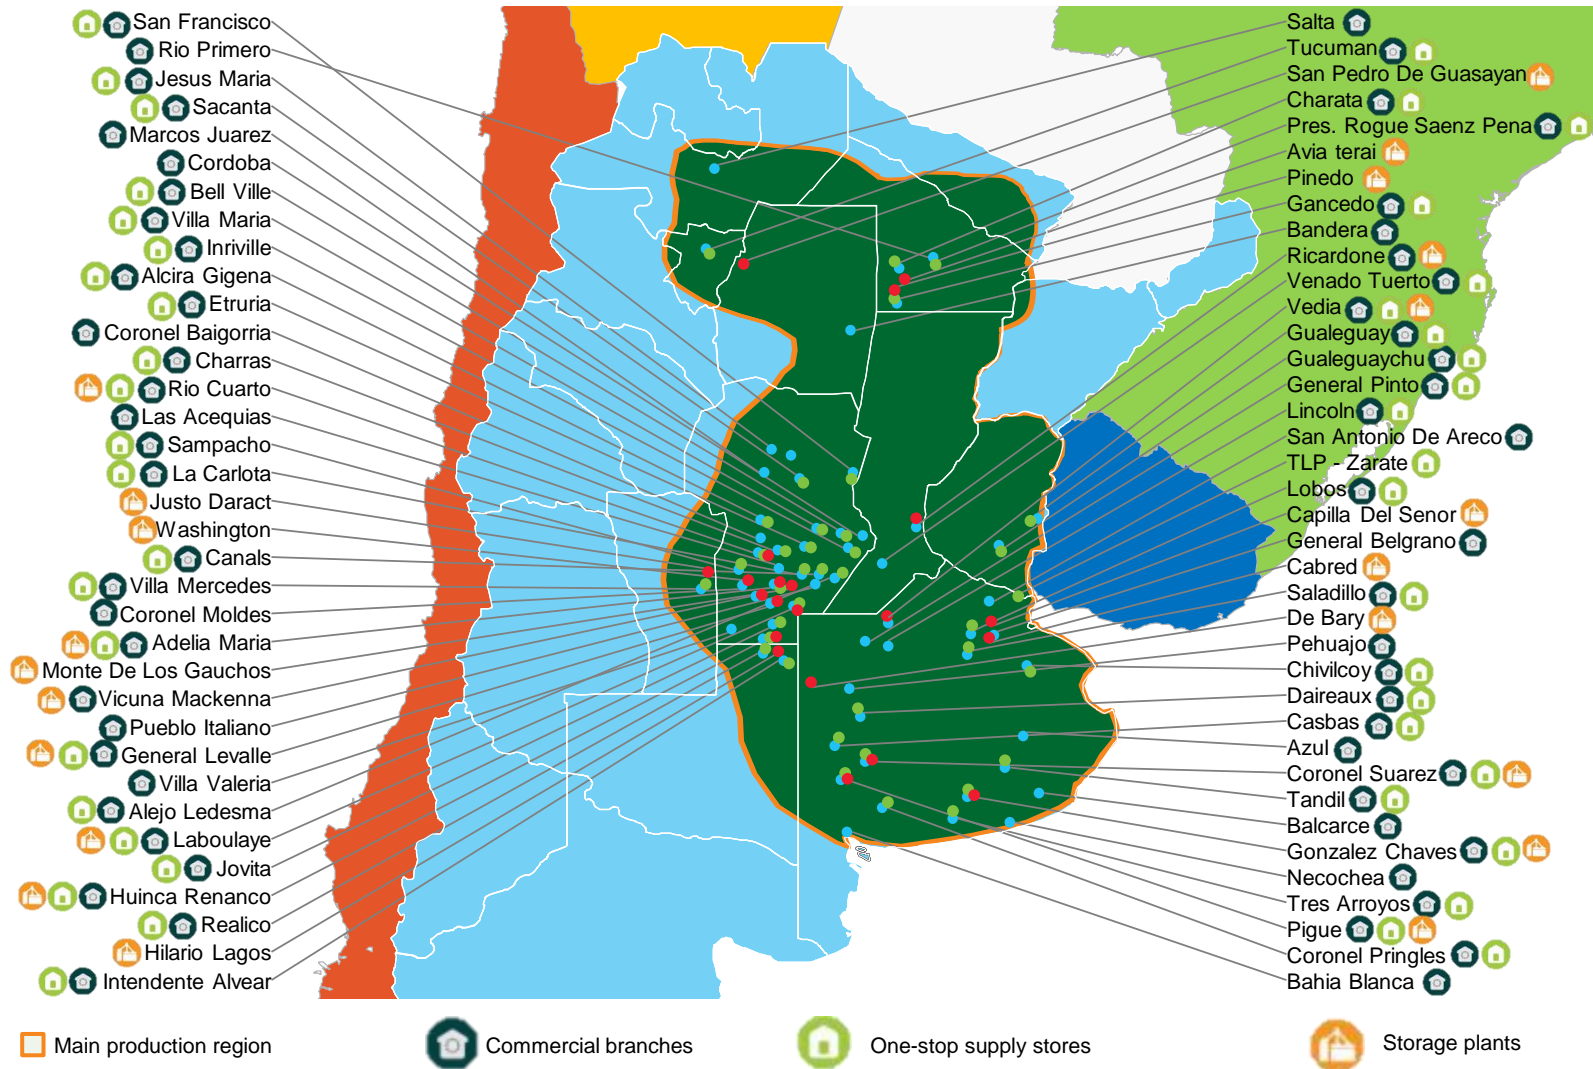 San Francisco
Rio Primero
Jesus Maria
Sacanta
Marcos Juarez
Cordoba
Bell Ville
Villa Maria
Inriville
Alcira Gigena
Etruria
Coronel Baigorria
Charras
Rio Cuarto
Las Acequias
Sampacho
La Carlota
Justo Daract
Washington
Canals
Villa Mercedes
Coronel Moldes
Adelia Maria
Monte De Los Gauchos
Vicuna Mackenna
Pueblo Italiano
General Levalle
Villa Valeria
Alejo Ledesma
Laboulaye
Jovita
Huinca Renanco
Realico
Hilario Lagos
Intendente Alvear
Salta
Tucuman
San Pedro De Guasayan
Charata
Pres. Rogue Saenz Pena
Avia terai
Pinedo
Gancedo
Bandera
Ricardone
Venado Tuerto
Vedia
Gualeguay
Gualeguaychu
General Pinto
Lincoln
San Antonio De Areco
TLP - Zarate
Lobos
Capilla Del Senor
General Belgrano
Cabred
Saladillo
De Bary
Pehuajo
Chivilcoy
Daireaux
Casbas
Azul
Coronel Suarez
Tandil
Balcarce
Gonzalez Chaves
Necochea
Tres Arroyos
Pigue
Coronel Pringles
Bahia Blanca
Main production region
Commercial branches
One-stop supply stores
Storage plants